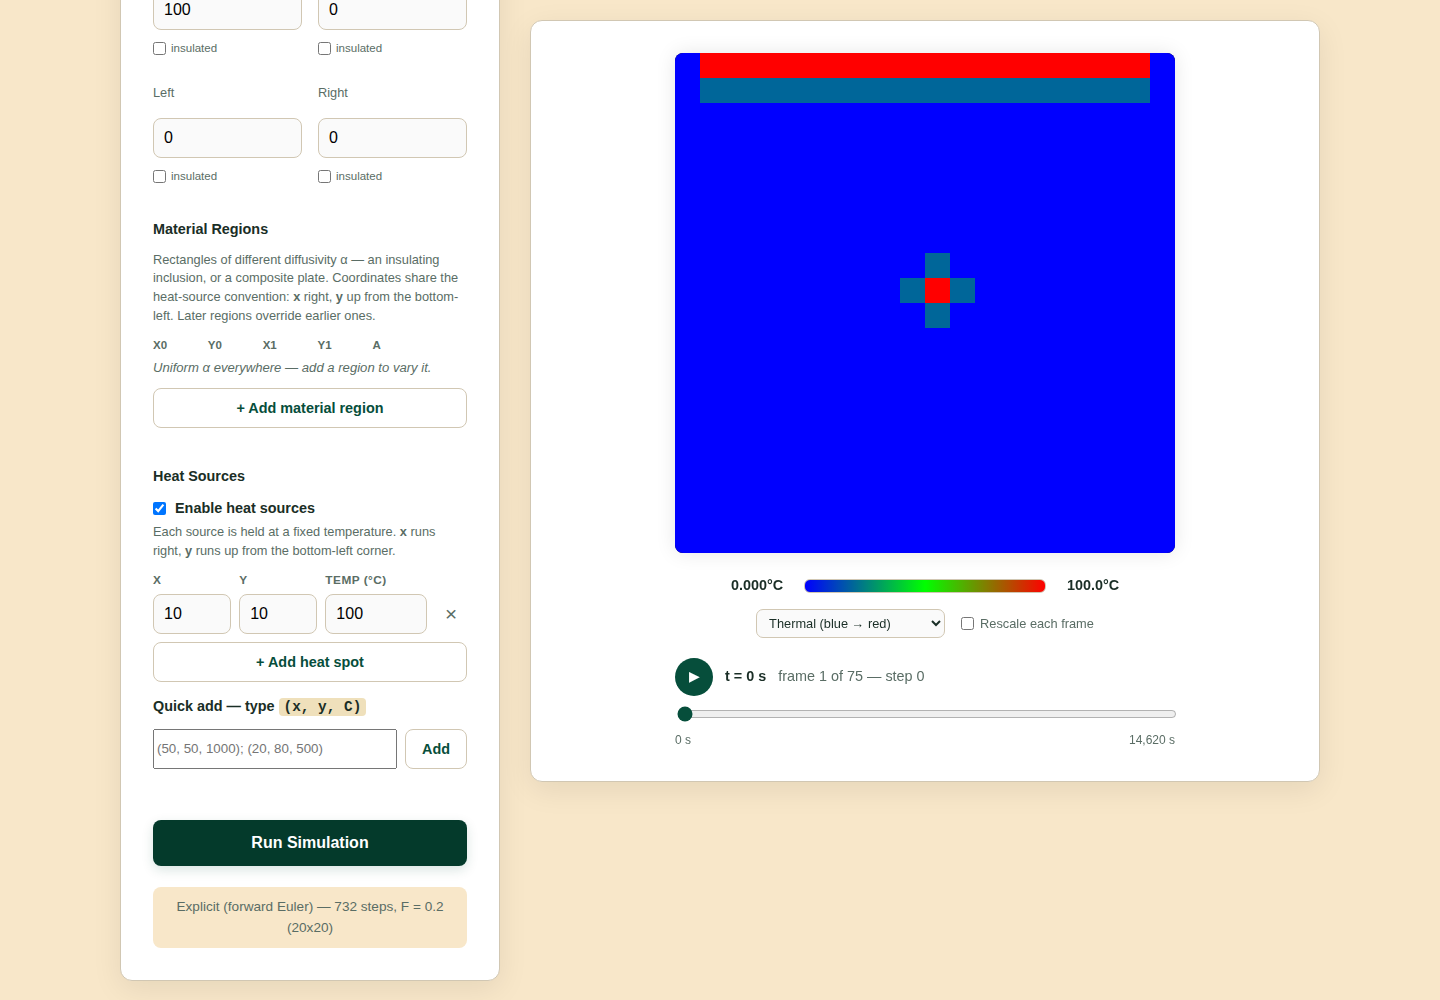 100
0
insulated
insulated
Left
Right
0
0
insulated
insulated
Material Regions
Rectangles of different diffusivity α — an insulating
inclusion, or a composite plate. Coordinates share the
heat-source convention: x right, y up from the bottom-
left. Later regions override earlier ones.
X0 Y0 X1 Y1 Α
Uniform α everywhere — add a region to vary it.
+ Add material region
Heat Sources
Enable heat sources
Each source is held at a fixed temperature. x runs
right, y runs up from the bottom-left corner.
X Y TEMP (°C)
10 10 100 ×
+ Add heat spot
Quick add — type (x, y, C)
(50, 50, 1000); (20, 80, 500)
Add
Run Simulation
Explicit (forward Euler) — 732 steps, F = 0.2
(20x20)
0.000°C
100.0°C
Thermal (blue → red)
Rescale each frame
t = 0 s frame 1 of 75 — step 0
0 s
14,620 s